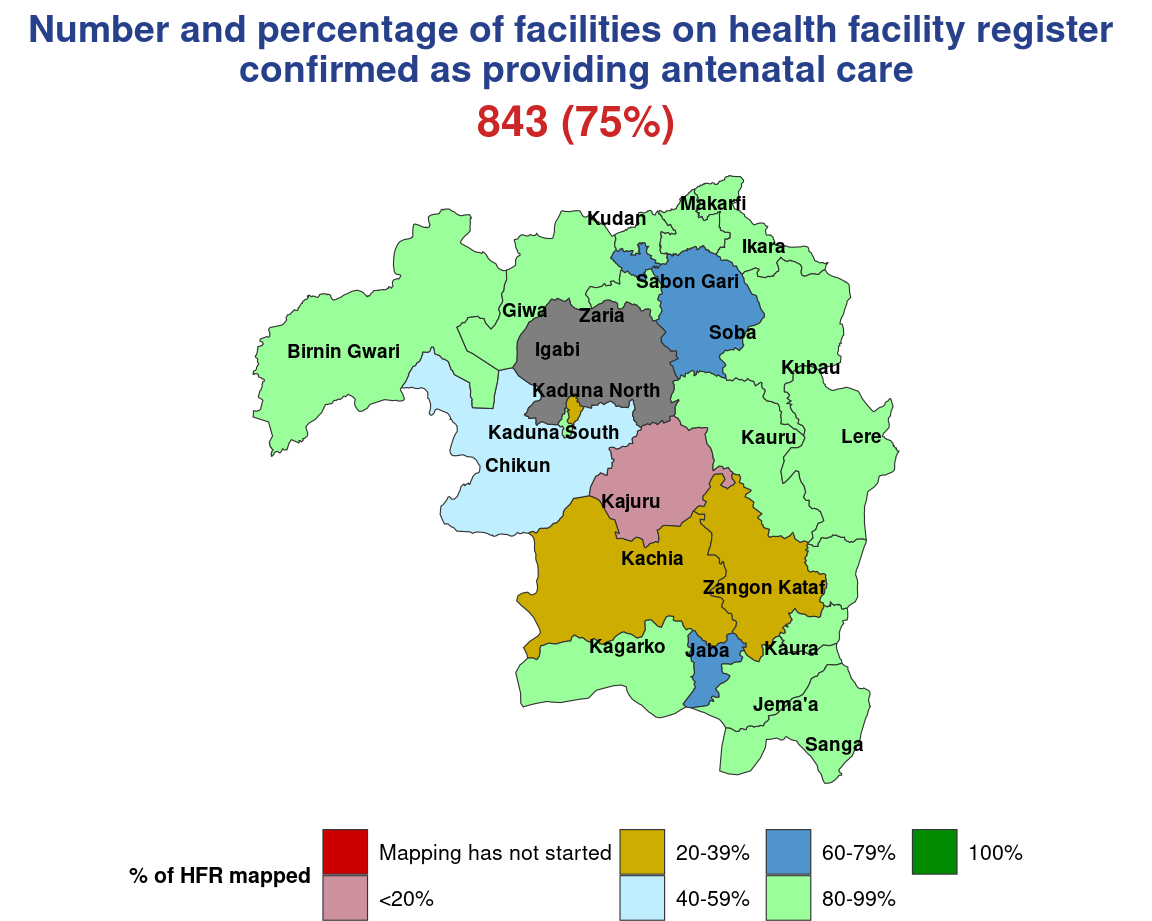 Number and percentage of facilities on health facility register
confirmed as providing antenatal care
843 (75%)
Makarfi
Kudan
Ikara
Sabon Gari
Giwa
Zaria
Soba
Igabi
Birnin Gwari
Kubau
Kaduna North
Kaduna South
Kauru
Lere
Chikun
Kajuru
Kachia
Zangon Kataf
Kagarko
Jaba
Kaura
Jema'a
Sanga
% of HFR mapped
Mapping has not started
<20%
20-39%
40-59%
60-79%
80-99%
100%